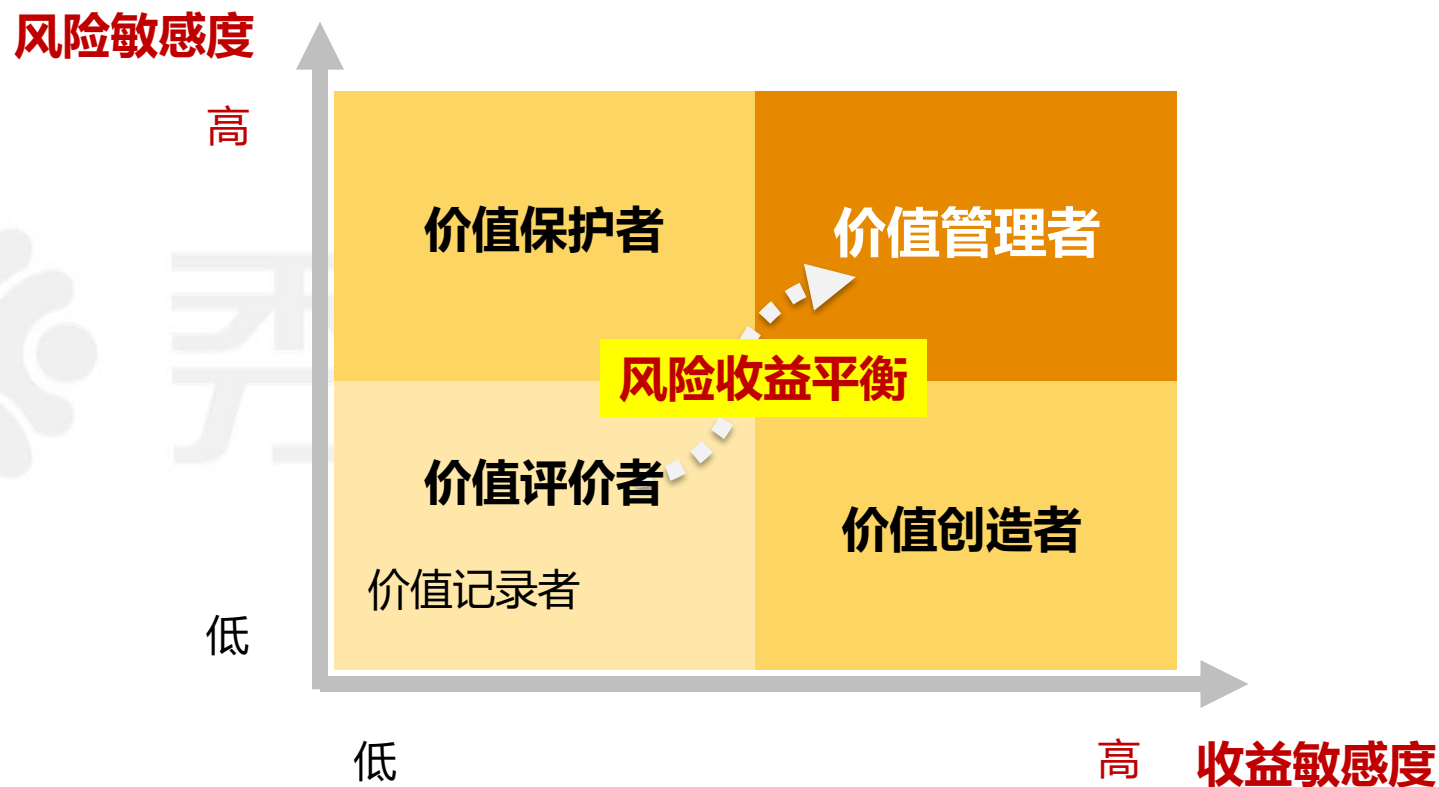 风险敏感度
高
价值保护者
价值管理者
风险收益平衡
价值评价者
价值创造者
价值记录者
低
低
高
收益敏感度